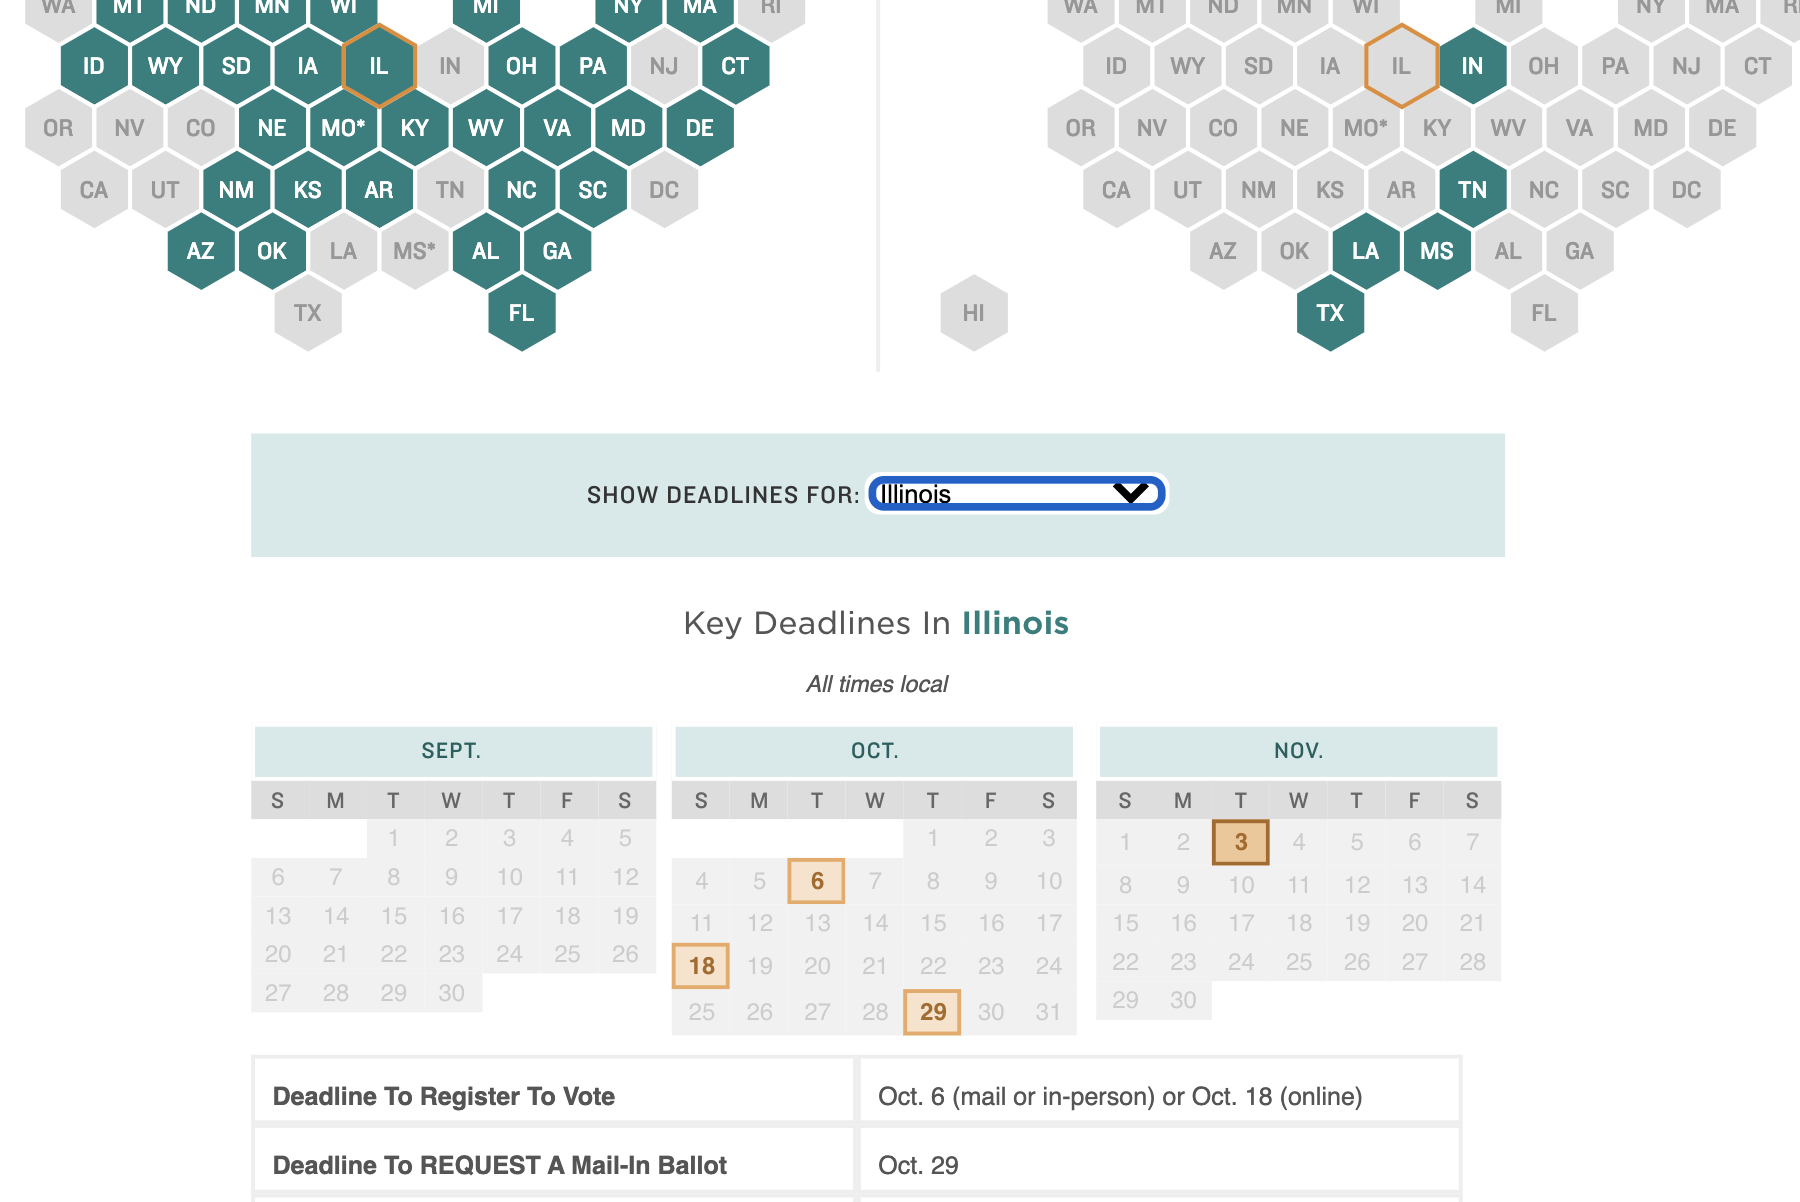 WA MT ND MN WI MI NY MA RI
ID WY SD IA IL IN OH PA NJ CT
OR NV CO NE MO* KY WV VA MD DE
CA UT NM KS AR TN NC SC DC
AZ OK LA MS* AL GA
TX FL
WA MT ND MN WI MI NY MA RI
ID WY SD IA IL IN OH PA NJ CT
OR NV CO NE MO* KY WV VA MD DE
CA UT NM KS AR TN NC SC DC
AZ OK LA MS AL GA
HI TX FL
SHOW DEADLINES FOR: Illinois
Key Deadlines In Illinois
All times local
SEPT.
S M T W T F S
1 2 3 4 5
6 7 8 9 10 11 12
13 14 15 16 17 18 19
20 21 22 23 24 25 26
27 28 29 30
OCT.
S M T W T F S
1 2 3
4 5 6 7 8 9 10
11 12 13 14 15 16 17
18 19 20 21 22 23 24
25 26 27 28 29 30 31
NOV.
S M T W T F S
1 2 3 4 5 6 7
8 9 10 11 12 13 14
15 16 17 18 19 20 21
22 23 24 25 26 27 28
29 30
Deadline To Register To Vote Oct. 6 (mail or in-person) or Oct. 18 (online)
Deadline To REQUEST A Mail-In Ballot Oct. 29